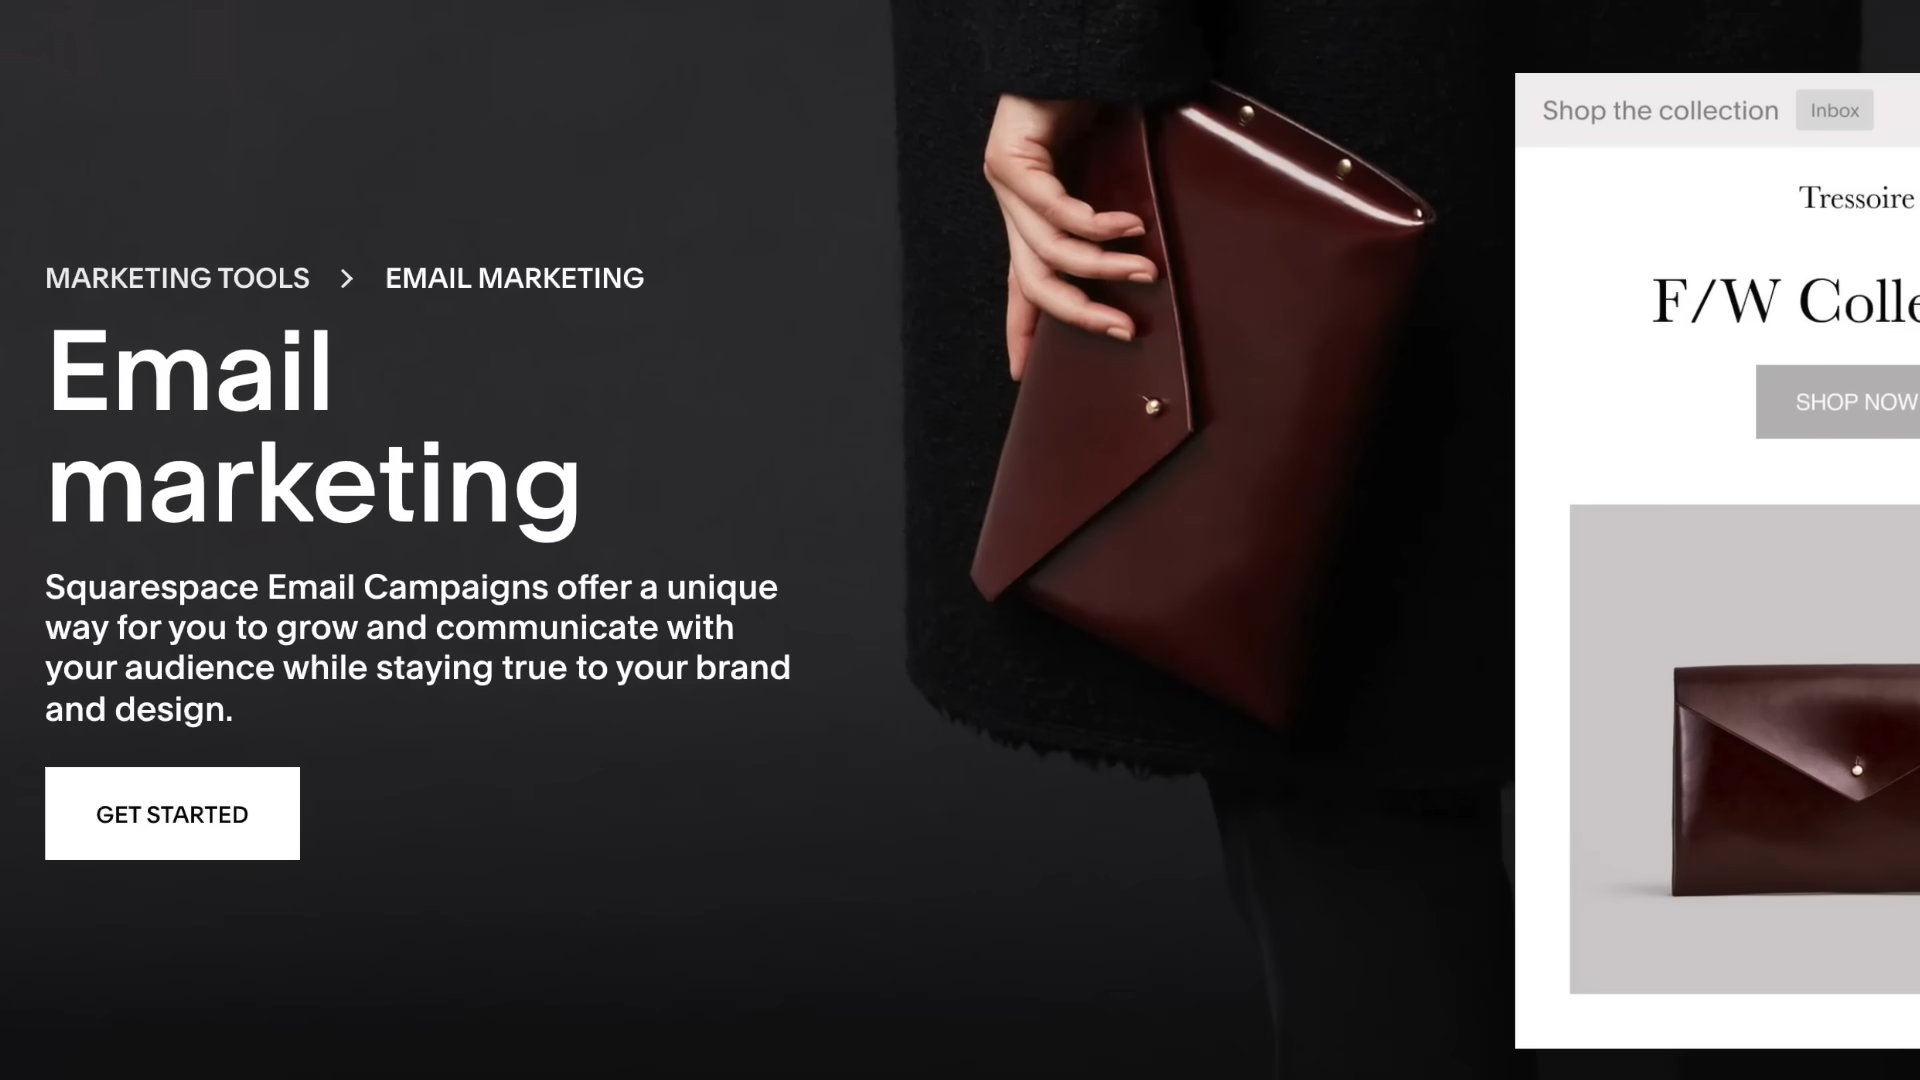 MARKETING TOOLS > EMAIL MARKETING
Email
marketing
Squarespace Email Campaigns offer a unique
way for you to grow and communicate with
your audience while staying true to your brand
and design.
GET STARTED
Shop the collection Inbox
Tressoire
F/W Colle
SHOP NOW